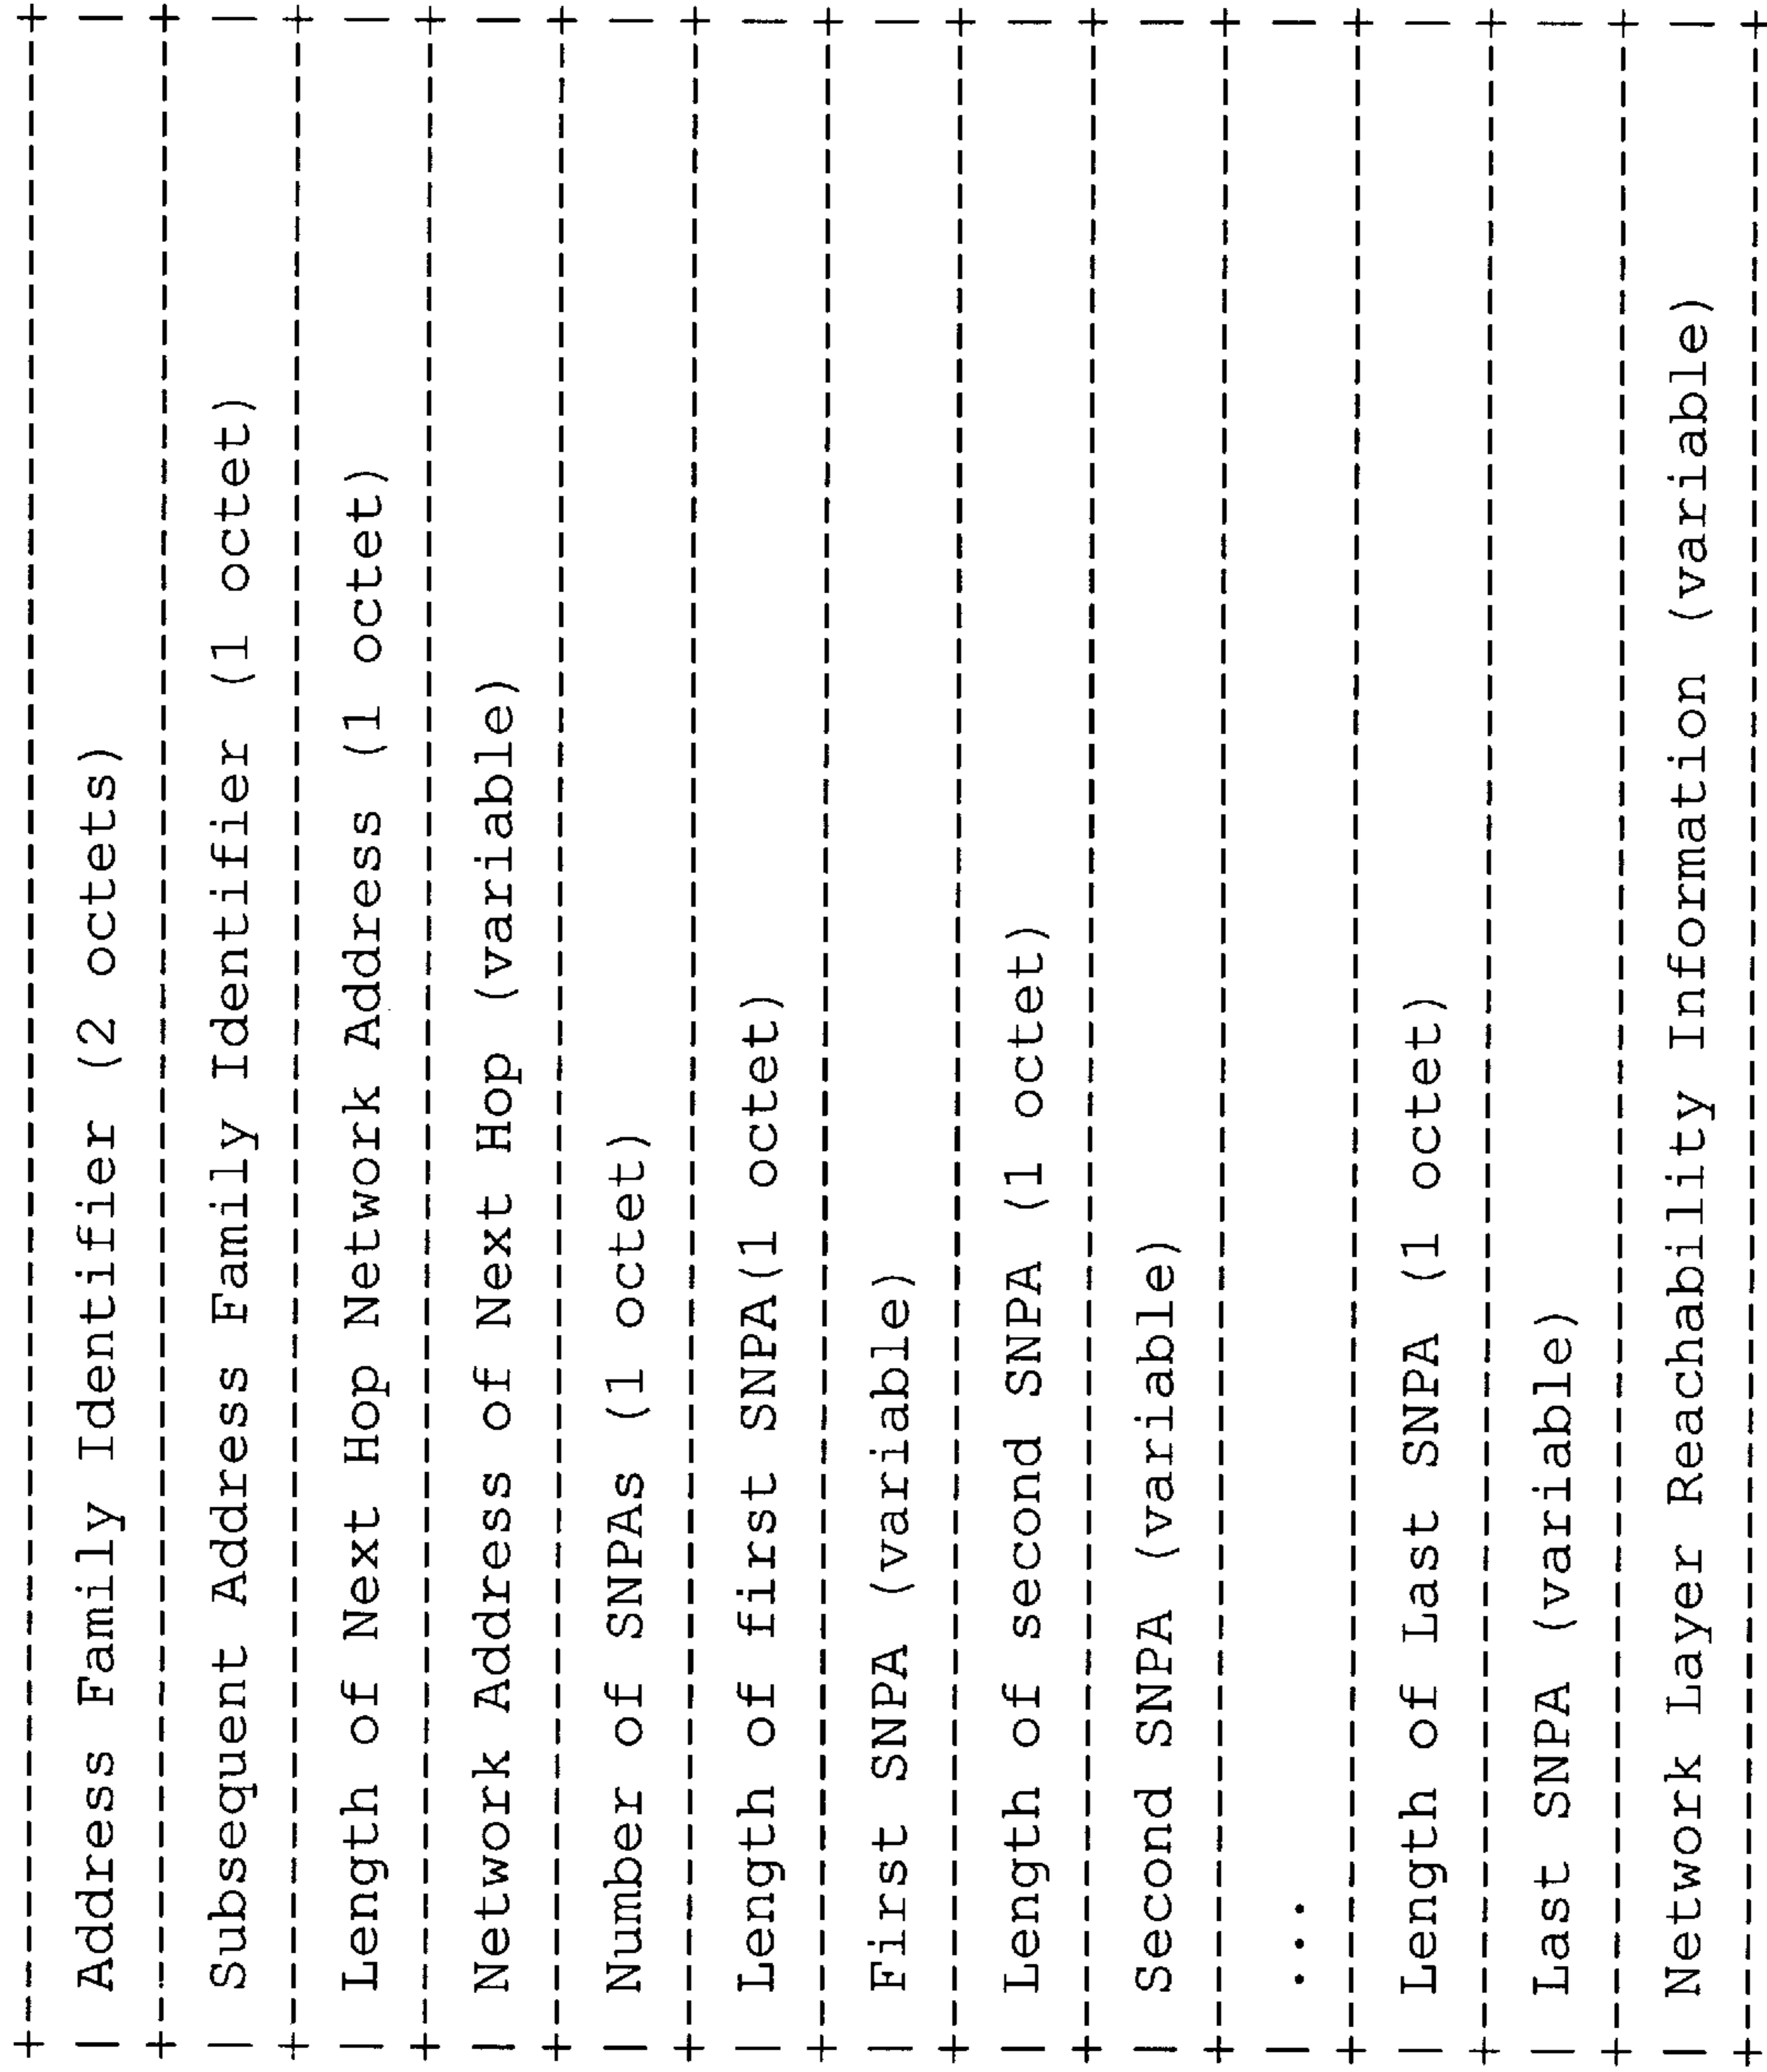 Address Family Identifier (2 octets)
Subsequent Address Family Identifier (1 octet)
Length of Next Hop Network Address (1 octet)
Network Address of Next Hop (variable)
Number of SNPAs (1 octet)
Length of first SNPA(1 octet)
First SNPA (variable)
Length of second SNPA (1 octet)
Second SNPA (variable)
...
Length of Last SNPA (1 octet)
Last SNPA (variable)
Network Layer Reachability Information (variable)